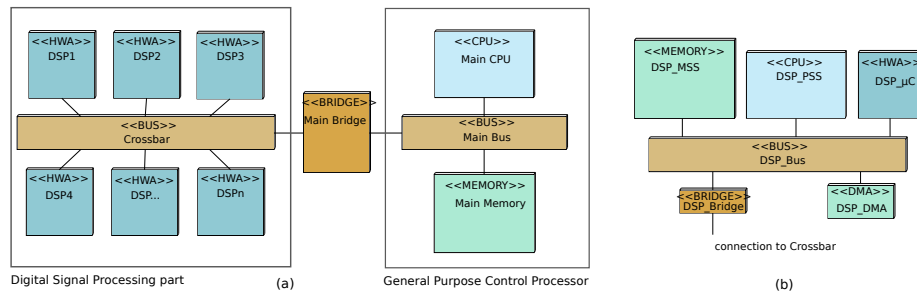 <<HWA>>
DSP1
<<HWA>>
DSP2
<<HWA>>
DSP3
<<BUS>>
Crossbar
<<HWA>>
DSP4
<<HWA>>
DSP...
<<HWA>>
DSPn
Digital Signal Processing part
(a)
<<BRIDGE>>
Main Bridge
<<CPU>>
Main CPU
<<BUS>>
Main Bus
<<MEMORY>>
Main Memory
General Purpose Control Processor
<<MEMORY>>
DSP_MSS
<<CPU>>
DSP_PSS
<<HWA>>
DSP_μC
<<BUS>>
DSP_Bus
<<BRIDGE>>
DSP_Bridge
<<DMA>>
DSP_DMA
connection to Crossbar
(b)